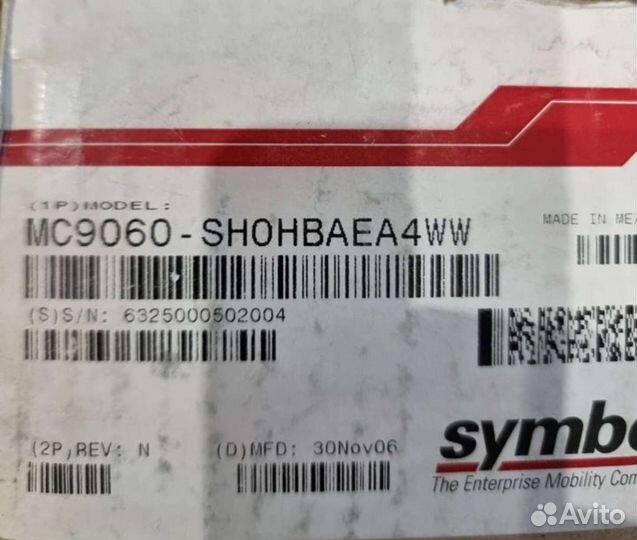 (1P)MODEL:
MC9060-SH0HBAEA4WW
MADE IN MEX
(S)S/N: 6325000502004
(2P)REV: N
(D)MFD: 30Nov06
symbo
The Enterprise Mobility Com
Avito